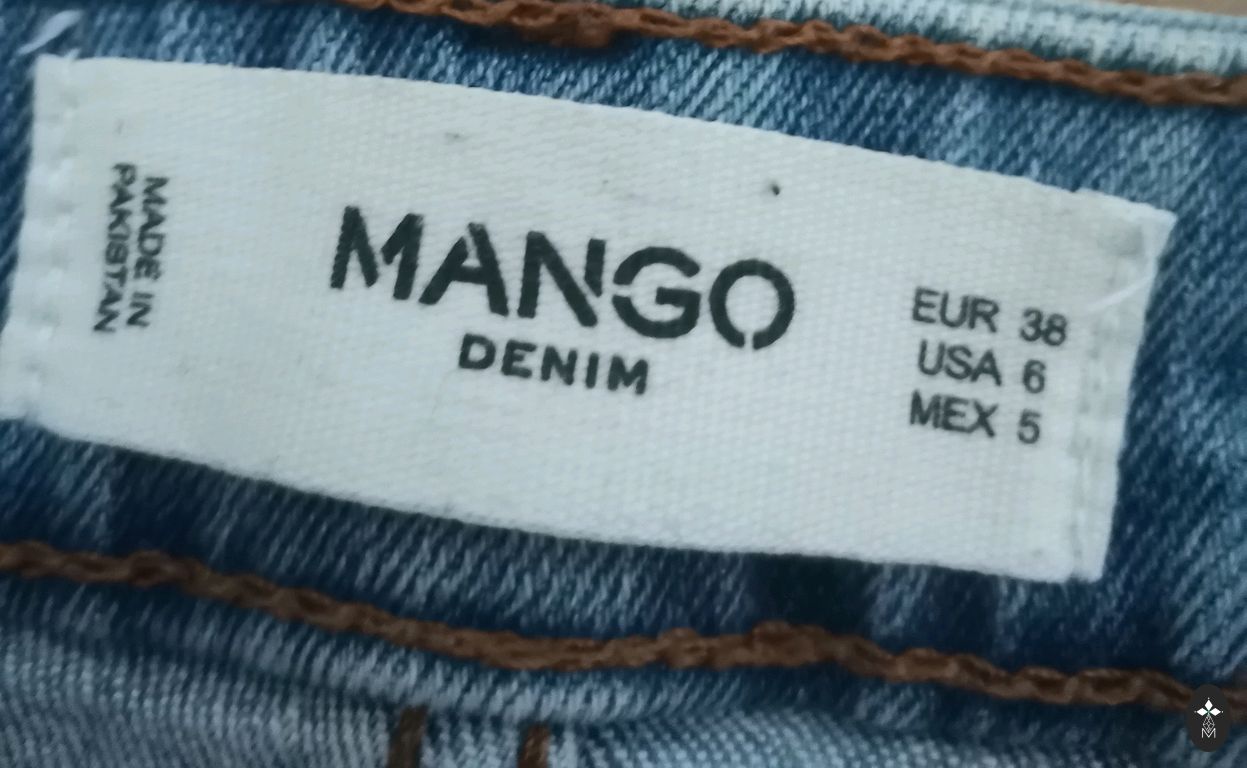 MADE IN
PAKISTAN
MANGO
DENIM
EUR 38
USA 6
MEX 5
M